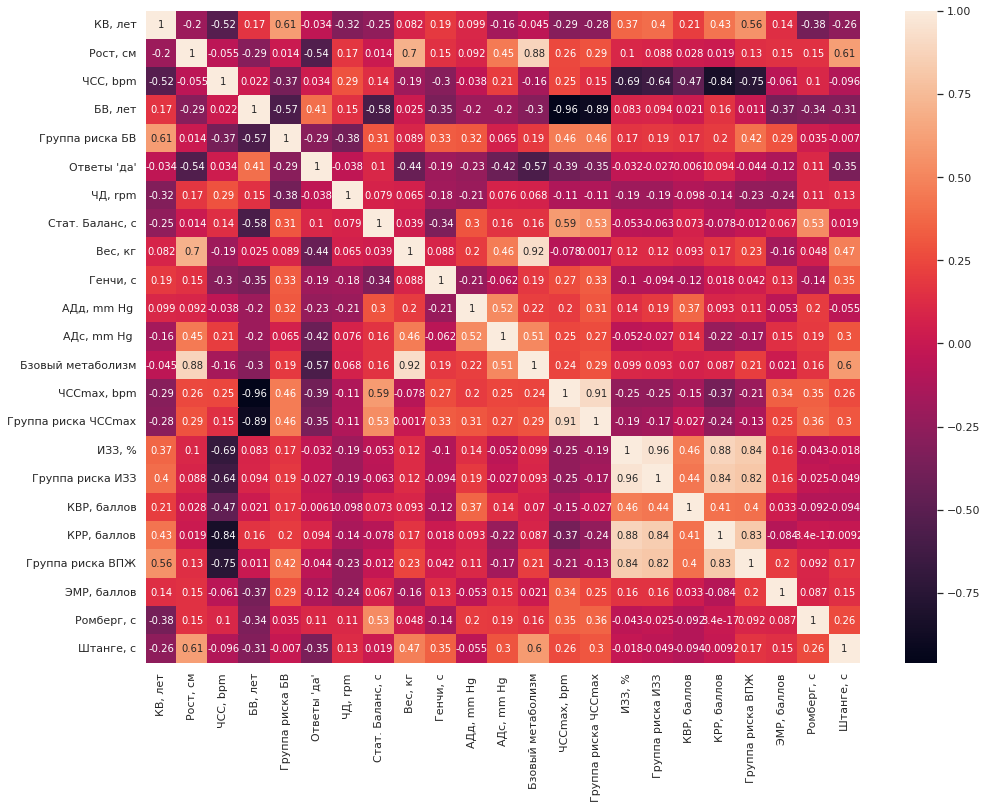 КВ, лет 1 -0.2 -0.52 0.17 0.61 -0.034 -0.32 -0.25 0.082 0.19 0.099 -0.16 -0.045 -0.29 -0.28 0.37 0.4 0.21 0.43 0.56 0.14 -0.38 -0.26
Рост, см -0.2 1 -0.055 -0.29 0.014 -0.54 0.17 0.014 0.7 0.15 0.092 0.45 0.88 0.26 0.29 0.1 0.088 0.028 0.019 0.13 0.15 0.15 0.61
ЧСС, bpm -0.52 -0.055 1 0.022 -0.37 0.034 0.29 0.14 -0.19 -0.3 -0.038 0.21 -0.16 0.25 0.15 -0.69 -0.64 -0.47 -0.84 -0.75 -0.061 0.1 -0.096
БВ, лет 0.17 -0.29 0.022 1 -0.57 0.41 0.15 -0.58 0.025 -0.35 -0.2 -0.2 -0.3 -0.96 -0.89 0.083 0.094 0.021 0.16 0.011 -0.37 -0.34 -0.31
Группа риска БВ 0.61 0.014 -0.37 -0.57 1 -0.29 -0.38 0.31 0.089 0.33 0.32 0.065 0.19 0.46 0.46 0.17 0.19 0.17 0.2 0.42 0.29 0.035 -0.007
Ответы 'да' -0.034 -0.54 0.034 0.41 -0.29 1 -0.038 0.1 -0.44 -0.19 -0.23 -0.42 -0.57 -0.39 -0.35 -0.032 -0.027 -0.0061 0.094 -0.044 -0.12 0.11 -0.35
ЧД, rpm -0.32 0.17 0.29 0.15 -0.38 -0.038 1 0.079 0.065 -0.18 -0.21 0.076 0.068 -0.11 -0.11 -0.19 -0.19 -0.098 -0.14 -0.23 -0.24 0.11 0.13
Стат. Баланс, с -0.25 0.014 0.14 -0.58 0.31 0.1 0.079 1 0.039 -0.34 0.3 0.16 0.16 0.59 0.53 -0.053 -0.063 0.073 -0.078 -0.012 0.067 0.53 0.019
Вес, кг 0.082 0.7 -0.19 0.025 0.089 -0.44 0.065 0.039 1 0.088 0.2 0.46 0.92 -0.078 0.0017 0.12 0.12 0.093 0.17 0.23 -0.16 0.048 0.47
Генчи, с 0.19 0.15 -0.3 -0.35 0.33 -0.19 -0.18 -0.34 0.088 1 -0.21 -0.062 0.19 0.27 0.33 -0.1 -0.094 -0.12 0.018 0.042 0.13 -0.14 0.35
АДд, mm Hg 0.099 0.092 -0.038 -0.2 0.32 -0.23 -0.21 0.3 0.2 -0.21 1 0.52 0.22 0.2 0.31 0.14 0.19 0.37 0.093 0.11 -0.053 0.2 -0.055
АДс, mm Hg -0.16 0.45 0.21 -0.2 0.065 -0.42 0.076 0.16 0.46 -0.062 0.52 1 0.51 0.25 0.27 -0.052 -0.027 0.14 -0.22 -0.17 0.15 0.19 0.3
Бзовый метаболизм -0.045 0.88 -0.16 -0.3 0.19 -0.57 0.068 0.16 0.92 0.19 0.22 0.51 1 0.24 0.29 0.099 0.093 0.07 0.087 0.21 0.021 0.16 0.6
ЧССmax, bpm -0.29 0.26 0.25 -0.96 0.46 -0.39 -0.11 0.59 -0.078 0.27 0.2 0.25 0.24 1 0.91 -0.25 -0.25 -0.15 -0.37 -0.21 0.34 0.35 0.26
Группа риска ЧССmax -0.28 0.29 0.15 -0.89 0.46 -0.35 -0.11 0.53 0.0017 0.33 0.31 0.27 0.29 0.91 1 -0.19 -0.17 -0.027 -0.24 -0.13 0.25 0.36 0.3
ИЗЗ, % 0.37 0.1 -0.69 0.083 0.17 -0.032 -0.19 -0.053 0.12 -0.1 0.14 -0.052 0.099 -0.25 -0.19 1 0.96 0.46 0.88 0.84 0.16 -0.043 -0.018
Группа риска ИЗЗ 0.4 0.088 -0.64 0.094 0.19 -0.027 -0.19 -0.063 0.12 -0.094 0.19 -0.027 0.093 -0.25 -0.17 0.96 1 0.44 0.84 0.82 0.16 -0.025 -0.049
КВР, баллов 0.21 0.028 -0.47 0.021 0.17 -0.0061 -0.098 0.073 0.093 -0.12 0.37 0.14 0.07 -0.15 -0.027 0.46 0.44 1 0.41 0.4 0.033 -0.092 -0.094
КРР, баллов 0.43 0.019 -0.84 0.16 0.2 0.094 -0.14 -0.078 0.17 0.018 0.093 -0.22 0.087 -0.37 -0.24 0.88 0.84 0.41 1 0.83 -0.084 3.4e-17 -0.0092
Группа риска ВПЖ 0.56 0.13 -0.75 0.011 0.42 -0.044 -0.23 -0.012 0.23 0.042 0.11 -0.17 0.21 -0.21 -0.13 0.84 0.82 0.4 0.83 1 0.2 0.092 0.17
ЭМР, баллов 0.14 0.15 -0.061 -0.37 0.29 -0.12 -0.24 0.067 -0.16 0.13 -0.053 0.15 0.021 0.34 0.25 0.16 0.16 0.033 -0.084 0.2 1 0.087 0.15
Ромберг, с -0.38 0.15 0.1 -0.34 0.035 0.11 0.11 0.53 0.048 -0.14 0.2 0.19 0.16 0.35 0.36 -0.043 -0.025 -0.092 3.4e-17 0.092 0.087 1 0.26
Штанге, с -0.26 0.61 -0.096 -0.31 -0.007 -0.35 0.13 0.019 0.47 0.35 -0.055 0.3 0.6 0.26 0.3 -0.018 -0.049 -0.094 -0.0092 0.17 0.15 0.26 1
КВ, лет
Рост, см
ЧСС, bpm
БВ, лет
Группа риска БВ
Ответы 'да'
ЧД, rpm
Стат. Баланс, с
Вес, кг
Генчи, с
АДд, mm Hg
АДс, mm Hg
Бзовый метаболизм
ЧССmax, bpm
Группа риска ЧССmax
ИЗЗ, %
Группа риска ИЗЗ
КВР, баллов
КРР, баллов
Группа риска ВПЖ
ЭМР, баллов
Ромберг, с
Штанге, с
1.00
0.75
0.50
0.25
0.00
−0.25
−0.50
−0.75